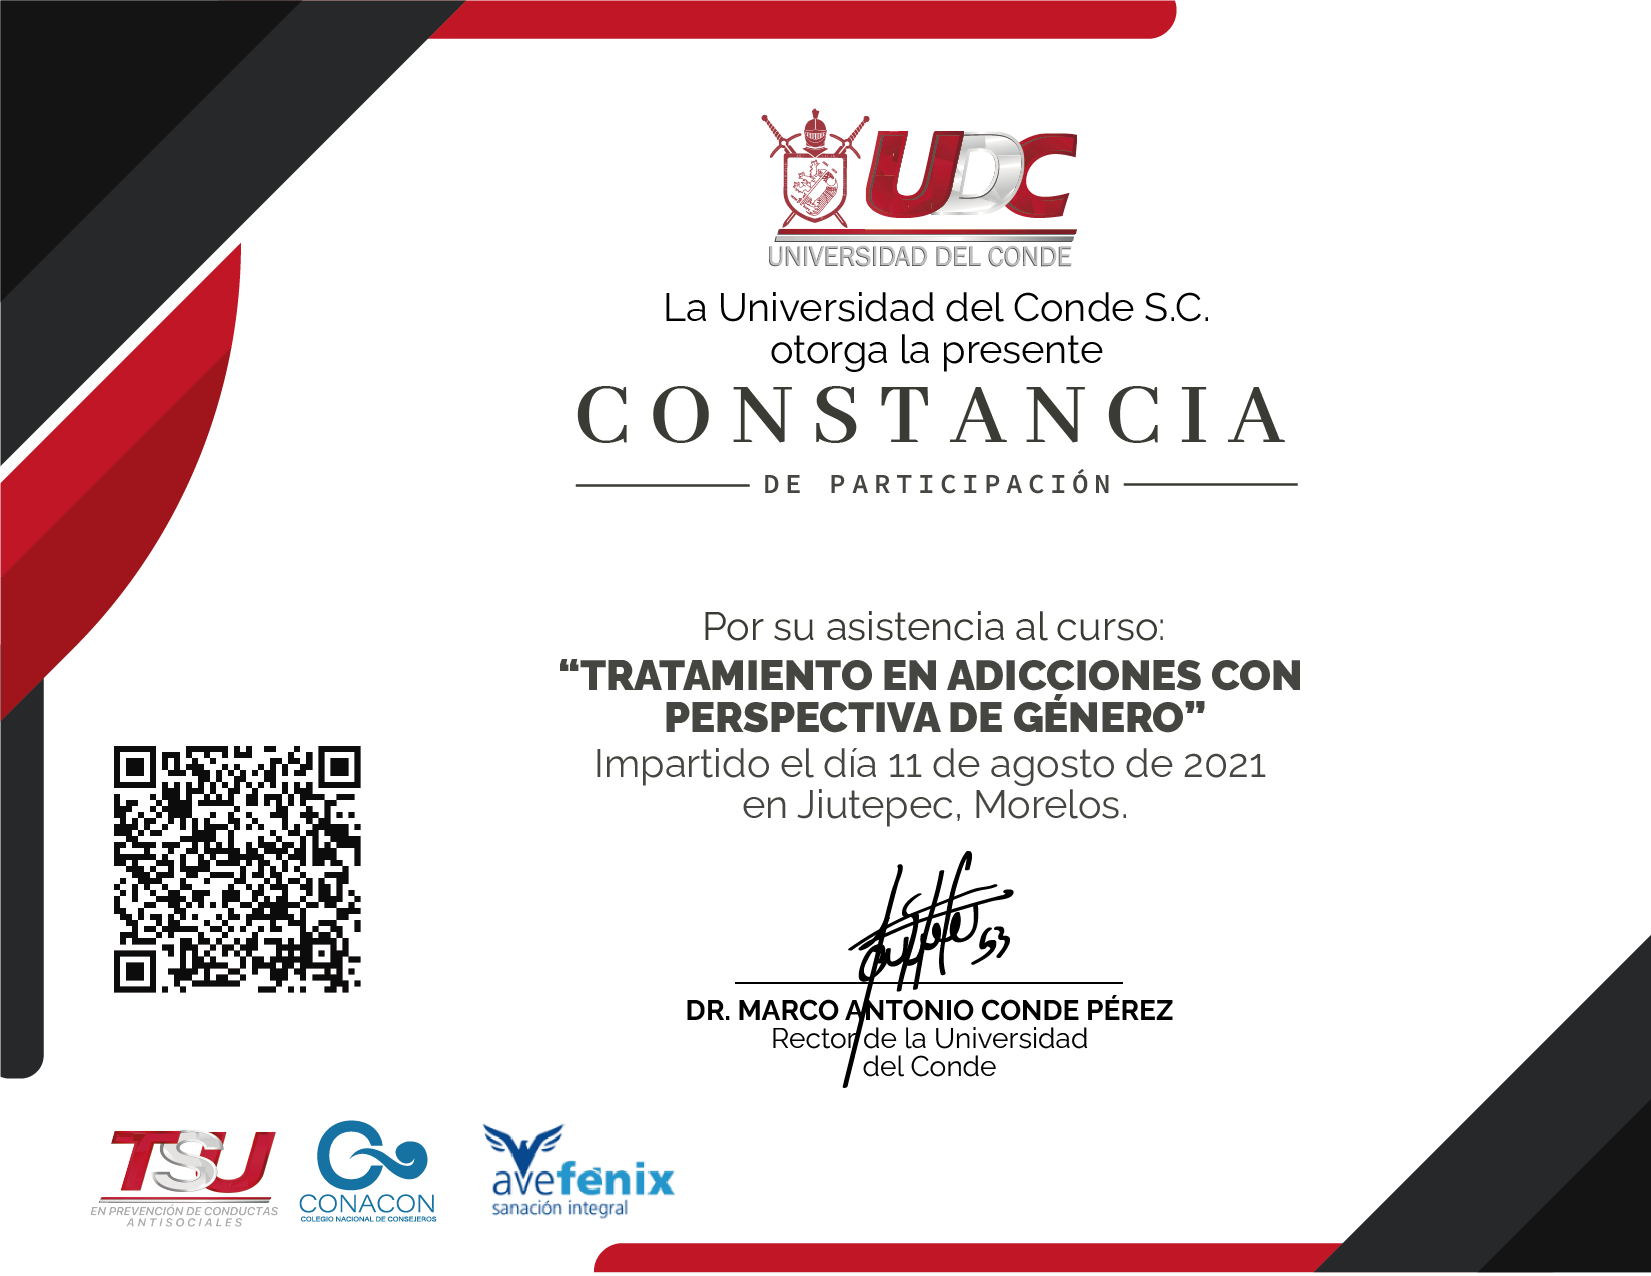 UDC
UNIVERSIDAD DEL CONDE
La Universidad del Conde S.C.
otorga la presente
CONSTANCIA
DE PARTICIPACIÓN
Por su asistencia al curso:
“TRATAMIENTO EN ADICCIONES CON
PERSPECTIVA DE GÉNERO”
Impartido el día 11 de agosto de 2021
en Jiutepec, Morelos.
53
DR. MARCO ANTONIO CONDE PÉREZ
Rector de la Universidad
del Conde
TSU
EN PREVENCIÓN DE CONDUCTAS
ANTISOCIALES
CONACON
COLEGIO NACIONAL DE CONSEJEROS
avefénix
sanación integral